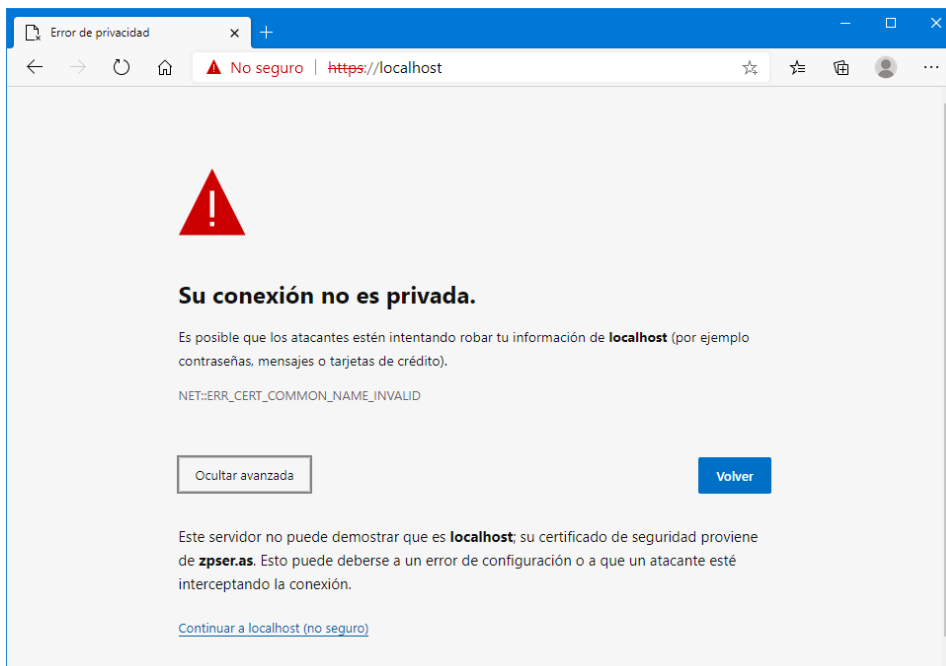 Error de privacidad
No seguro | https://localhost
Su conexión no es privada.
Es posible que los atacantes estén intentando robar tu información de localhost (por ejemplo
contraseñas, mensajes o tarjetas de crédito).
NET::ERR_CERT_COMMON_NAME_INVALID
Ocultar avanzada
Volver
Este servidor no puede demostrar que es localhost; su certificado de seguridad proviene
de zpser.as. Esto puede deberse a un error de configuración o a que un atacante esté
interceptando la conexión.
Continuar a localhost (no seguro)